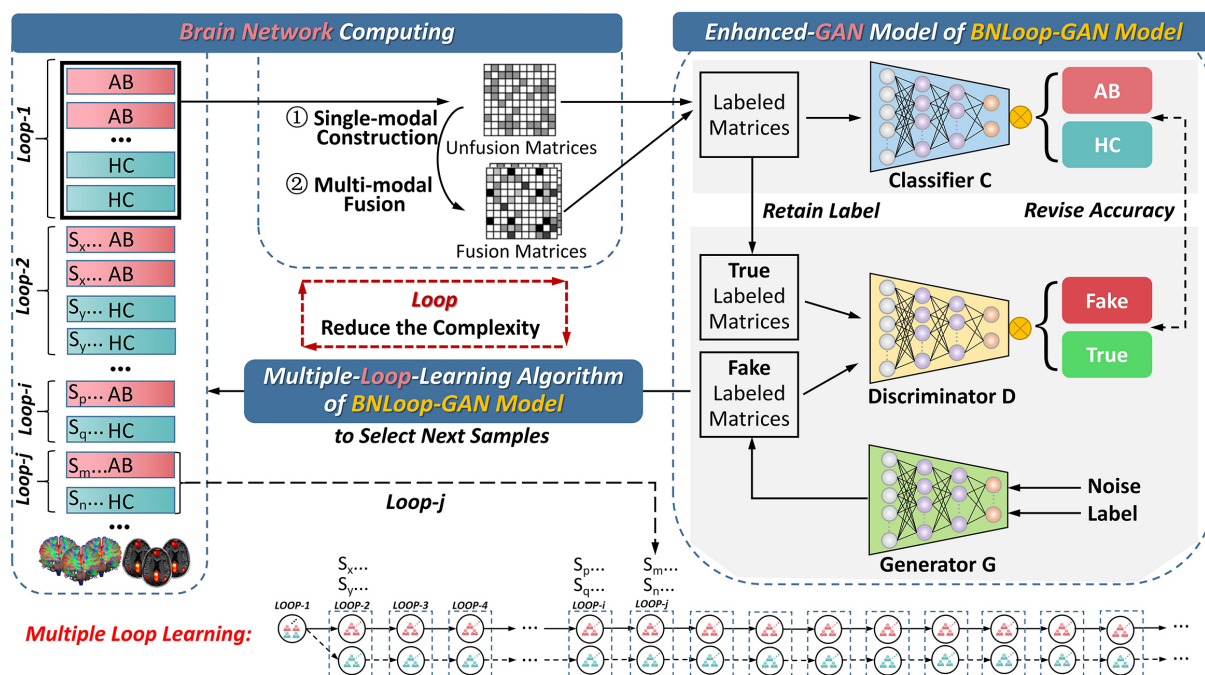 Brain Network Computing
Enhanced-GAN Model of BNLoop-GAN Model
Loop-1
AB
AB
...
HC
HC
① Single-modal
Construction
Unfusion Matrices
② Multi-modal
Fusion
Fusion Matrices
Labeled
Matrices
Classifier C
AB
HC
Retain Label
Revise Accuracy
Loop-2
Sx... AB
Sx... AB
Sy... HC
Sy... HC
...
Loop
Reduce the Complexity
True
Labeled
Matrices
Fake
Labeled
Matrices
Discriminator D
Fake
True
Multiple-Loop-Learning Algorithm
of BNLoop-GAN Model
to Select Next Samples
Loop-i
Sp... AB
Sq... HC
Loop-j
Sm...AB
Sn... HC
...
Loop-j
Noise
Label
Generator G
Sx...
Sy...
Sp...
Sq...
Sm...
Sn...
LOOP-1
LOOP-2
LOOP-3
LOOP-4
LOOP-i
LOOP-j
Multiple Loop Learning:
... ... ...
... ...